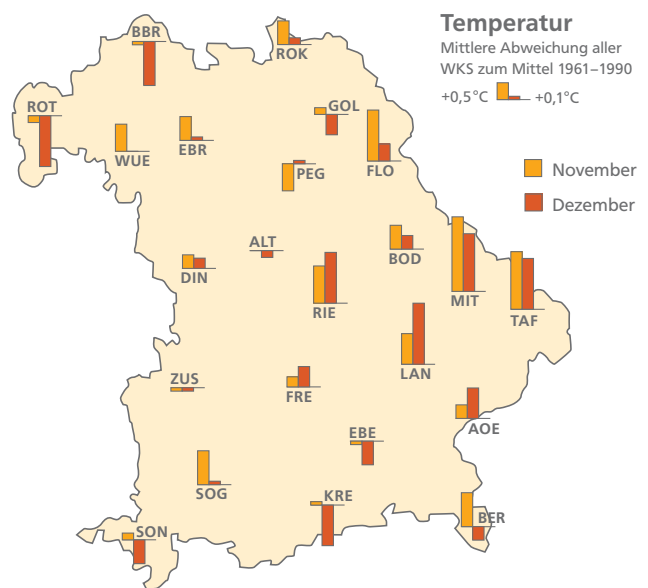 Temperatur
Mittlere Abweichung aller
WKS zum Mittel 1961–1990
+0,5°C +0,1°C
November
Dezember
BBR
ROK
ROT
GOL
WUE
EBR
FLO
PEG
ALT
BOD
DIN
RIE
MIT
TAF
LAN
ZUS
FRE
AOE
EBE
SOG
KRE
BER
SON